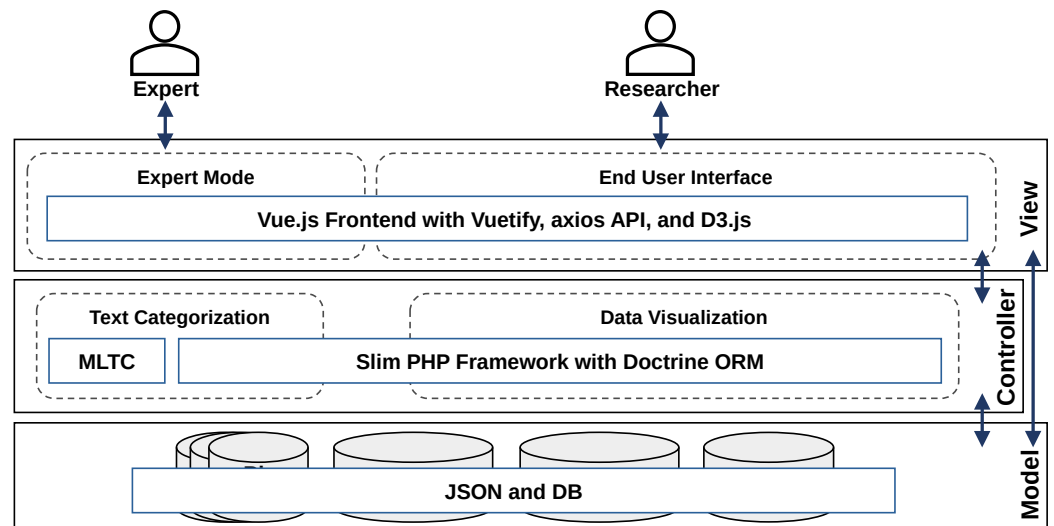 Expert
Researcher
Expert Mode
End User Interface
Vue.js Frontend with Vuetify, axios API, and D3.js
View
Text Categorization
Data Visualization
MLTC
Slim PHP Framework with Doctrine ORM
Controller
JSON and DB
Model